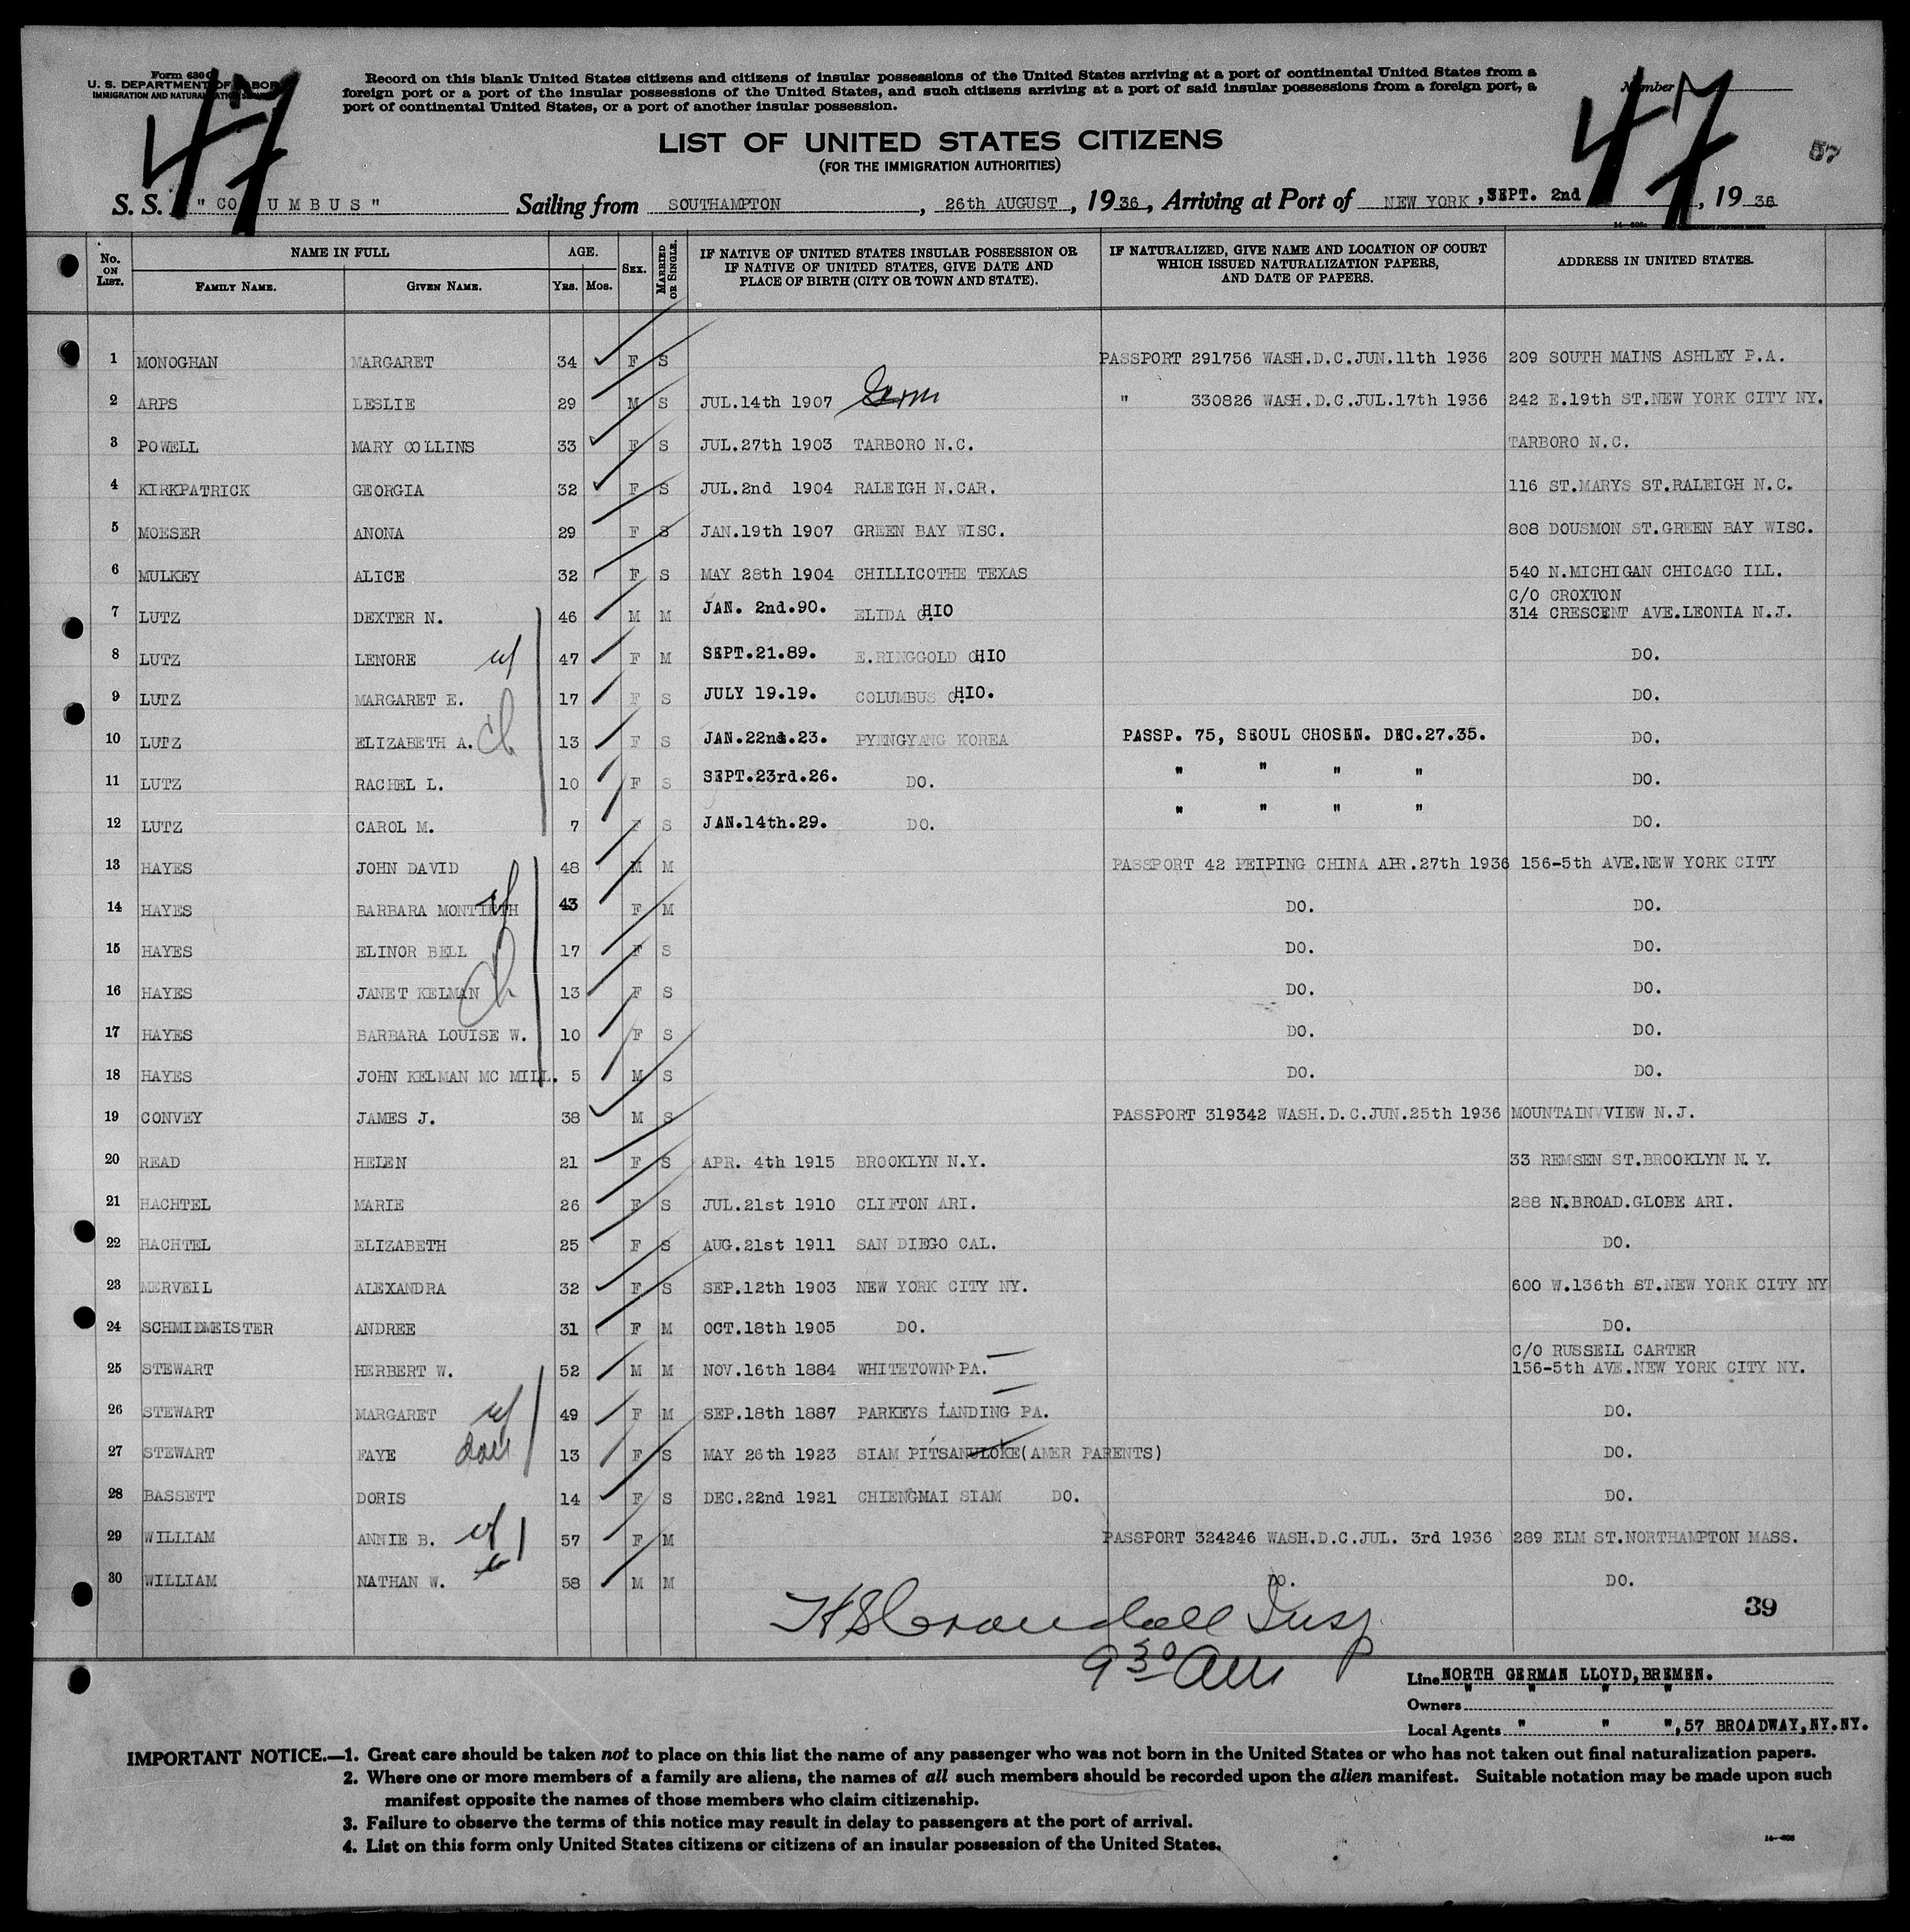 Form 630
U. S. DEPARTMENT OF LABOR
IMMIGRATION AND NATURALIZATION SERVICE
Record on this blank United States citizens and citizens of insular possessions of the United States arriving at a port of continental United States from a
foreign port or a port of the insular possessions of the United States, and such citizens arriving at a port of said insular possessions from a foreign port, a
port of continental United States, or a port of another insular possession.
Number
47
47
57
LIST OF UNITED STATES CITIZENS
(FOR THE IMMIGRATION AUTHORITIES)
S. S. "COLUMBUS" Sailing from SOUTHAMPTON, 26th AUGUST, 1936, Arriving at Port of NEW YORK, SEPT. 2nd, 1936
No. ON LIST. NAME IN FULL FAMILY NAME. GIVEN NAME. AGE. YRS. MOS. SEX. MARRIED OR SINGLE. IF NATIVE OF UNITED STATES INSULAR POSSESSION OR IF NATIVE OF UNITED STATES, GIVE DATE AND PLACE OF BIRTH (CITY OR TOWN AND STATE). IF NATURALIZED, GIVE NAME AND LOCATION OF COURT WHICH ISSUED NATURALIZATION PAPERS, AND DATE OF PAPERS. ADDRESS IN UNITED STATES.
1 MONOGHAN MARGARET 34 F S PASSPORT 291756 WASH.D.C.JUN.11th 1936 209 SOUTH MAINS ASHLEY P.A.
2 ARPS LESLIE 29 M S JUL.14th 1907 Germ " 330826 WASH.D.C.JUL.17th 1936 242 E.19th ST.NEW YORK CITY NY.
3 POWELL MARY COLLINS 33 F S JUL.27th 1903 TARBORO N.C. TARBORO N.C.
4 KIRKPATRICK GEORGIA 32 F S JUL.2nd 1904 RALEIGH N.CAR. 116 ST.MARYS ST.RALEIGH N.C.
5 MOESER ANONA 29 F S JAN.19th 1907 GREEN BAY WISC. 808 DOUSMON ST.GREEN BAY WISC.
6 MULKEY ALICE 32 F S MAY 28th 1904 CHILLICOTHE TEXAS 540 N.MICHIGAN CHICAGO ILL.
C/O CROXTON
7 LUTZ DEXTER N. 46 M M JAN. 2nd.90. ELIDA OHIO 314 CRESCENT AVE.LEONIA N.J.
8 LUTZ LENORE wf 47 F M SEPT.21.89. E.RINGGOLD OHIO DO.
9 LUTZ MARGARET E. 17 F S JULY 19.19. COLUMBUS OHIO. DO.
10 LUTZ ELIZABETH A. ch 13 F S JAN.22nd.23. PYENGYANG KOREA PASSP. 75, SEOUL CHOSEN. DEC.27.35. DO.
11 LUTZ RACHEL L. 10 F S SEPT.23rd.26. DO. " " " " DO.
12 LUTZ CAROL M. 7 F S JAN.14th.29. DO. " " " " DO.
13 HAYES JOHN DAVID 48 M M PASSPORT 42 PEIPING CHINA APR.27th 1936 156-5th AVE.NEW YORK CITY
14 HAYES BARBARA MONTIETH wf 43 F M DO. DO.
15 HAYES ELINOR BELL 17 F S DO. DO.
16 HAYES JANET KELMAN ch 13 F S DO. DO.
17 HAYES BARBARA LOUISE W. 10 F S DO. DO.
18 HAYES JOHN KELMAN MC MILL. 5 M S DO. DO.
19 CONVEY JAMES J. 38 M S PASSPORT 319342 WASH.D.C.JUN.25th 1936 MOUNTAINVVIEW N.J.
20 READ HELEN 21 F S APR. 4th 1915 BROOKLYN N.Y. 33 REMSEN ST.BROOKLYN N.Y.
21 HACHTEL MARIE 26 F S JUL.21st 1910 CLIFTON ARI. 288 N.BROAD.GLOBE ARI.
22 HACHTEL ELIZABETH 25 F S AUG.21st 1911 SAN DIEGO CAL. DO.
23 MERVEIL ALEXANDRA 32 F S SEP.12th 1903 NEW YORK CITY NY. 600 W.136th ST.NEW YORK CITY NY
24 SCHMIDMEISTER ANDREE 31 F M OCT.18th 1905 DO. DO.
C/O RUSSELL CARTER
25 STEWART HERBERT W. 52 M M NOV.16th 1884 WHITETOWN PA. 156-5th AVE.NEW YORK CITY NY.
26 STEWART MARGARET wf 49 F M SEP.18th 1887 PARKEYS LANDING PA. DO.
27 STEWART FAYE dau 13 F S MAY 26th 1923 SIAM PITSANULOKE(AMER PARENTS) DO.
28 BASSETT DORIS 14 F S DEC.22nd 1921 CHIENGMAI SIAM DO. DO.
29 WILLIAM ANNIE B. wf 57 F M PASSPORT 324246 WASH.D.C.JUL. 3rd 1936 289 ELM ST.NORTHAMPTON MASS.
30 WILLIAM NATHAN W. 58 M M DO. DO.
39
H S Crandall Insp
9 30 AM
Line NORTH GERMAN LLOYD,BREMEN.
Owners " " " "
Local Agents " " ",57 BROADWAY,NY.NY.
IMPORTANT NOTICE.—1. Great care should be taken not to place on this list the name of any passenger who was not born in the United States or who has not taken out final naturalization papers.
2. Where one or more members of a family are aliens, the names of all such members should be recorded upon the alien manifest. Suitable notation may be made upon such
manifest opposite the names of those members who claim citizenship.
3. Failure to observe the terms of this notice may result in delay to passengers at the port of arrival.
4. List on this form only United States citizens or citizens of an insular possession of the United States.